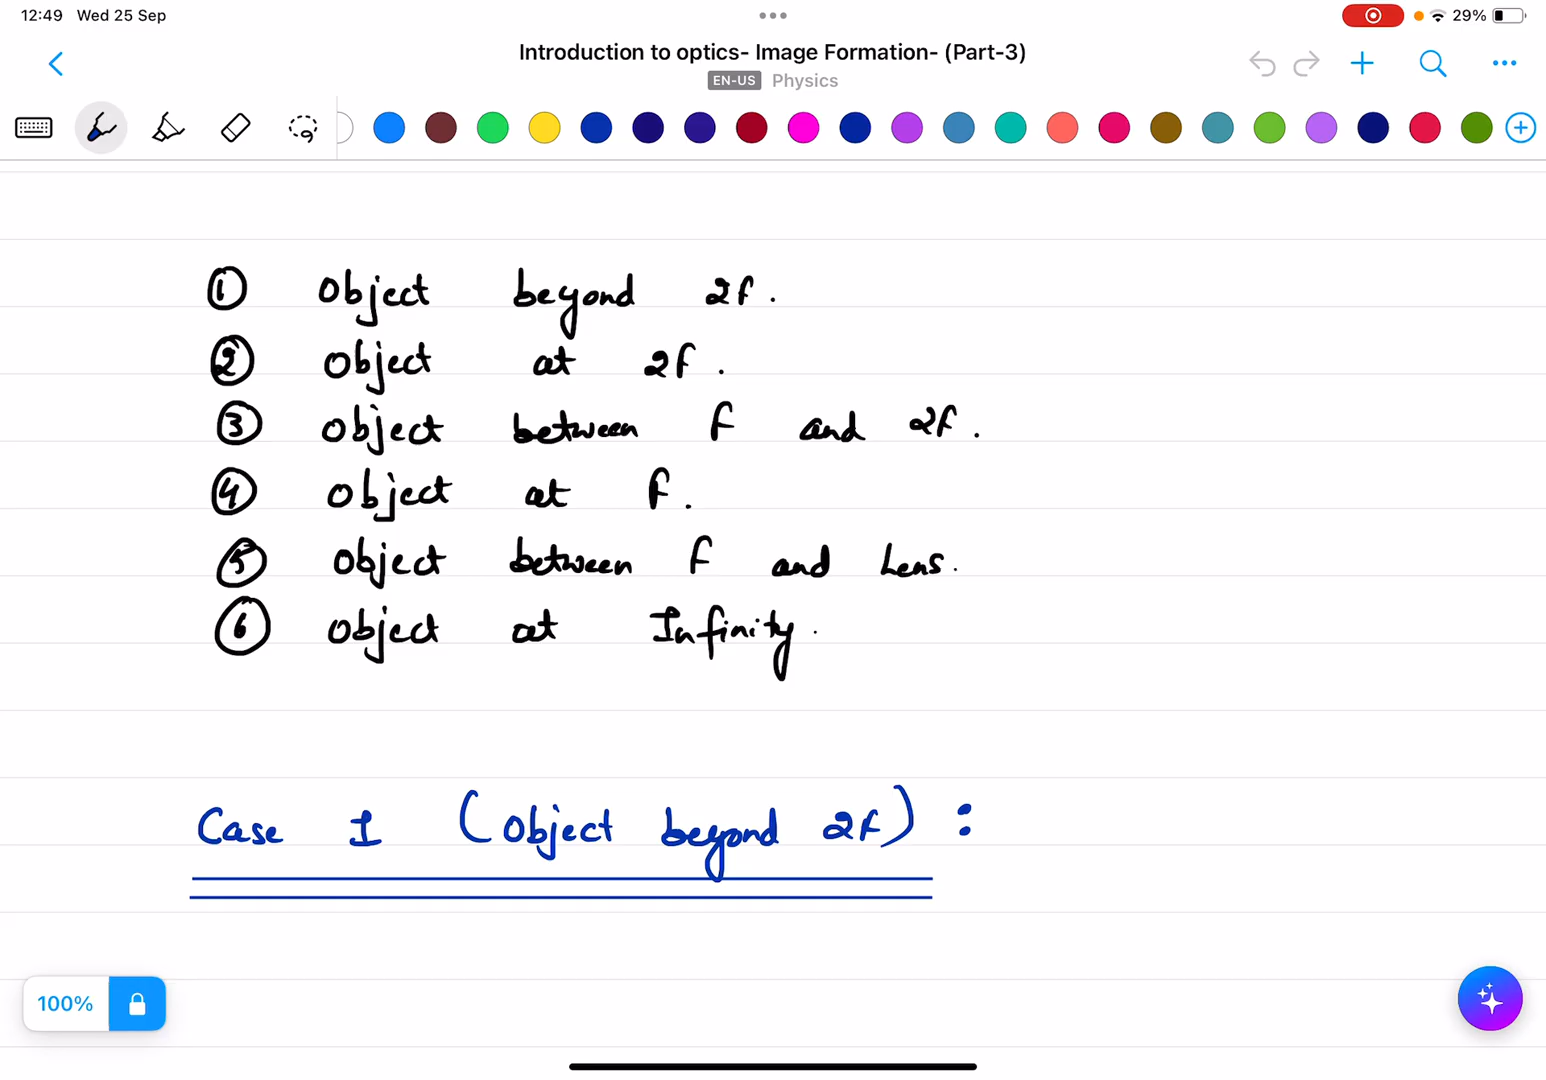 12:49 Wed 25 Sep
29%
Introduction to optics- Image Formation- (Part-3)
EN-US Physics
① object beyond 2f.
② object at 2f.
③ object between f and 2f.
④ object at f.
⑤ object between f and Lens.
⑥ object at Infinity.
Case I (object beyond 2f) :
100%